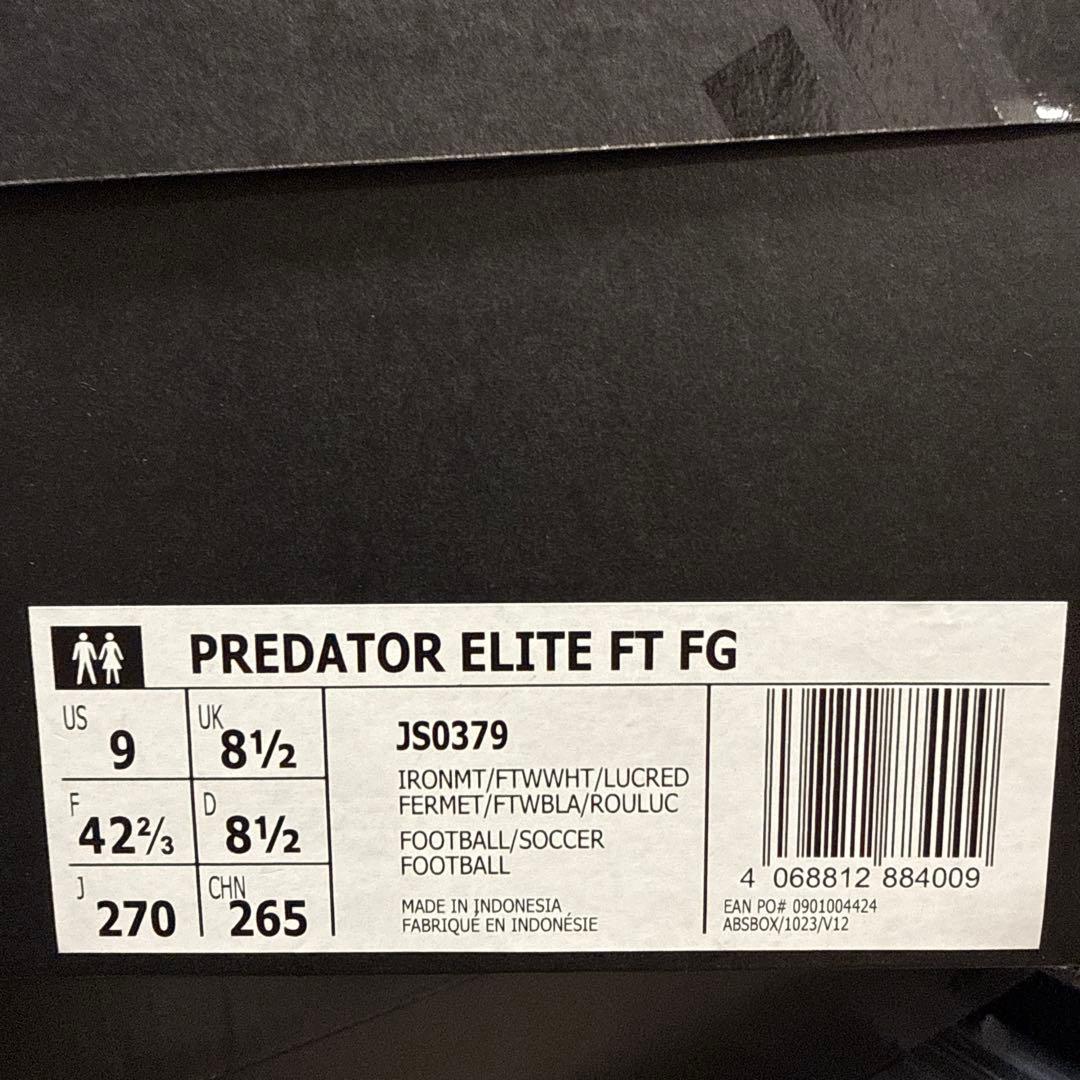 PREDATOR ELITE FT FG
US 9
UK 8½
F 42⅔
D 8½
J 270
CHN 265
JS0379
IRONMT/FTWWHT/LUCRED
FERMET/FTWBLA/ROULUC
FOOTBALL/SOCCER
FOOTBALL
MADE IN INDONESIA
FABRIQUÉ EN INDONÉSIE
4 068812 884009
EAN PO# 0901004424
ABSBOX/1023/V12